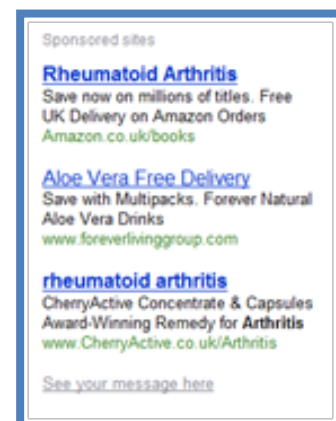 Sponsored sites
Rheumatoid Arthritis
Save now on millions of titles. Free
UK Delivery on Amazon Orders
Amazon.co.uk/books
Aloe Vera Free Delivery
Save with Multipacks. Forever Natural
Aloe Vera Drinks
www.foreverlivinggroup.com
rheumatoid arthritis
CherryActive Concentrate & Capsules
Award-Winning Remedy for Arthritis
www.CherryActive.co.uk/Arthritis
See your message here